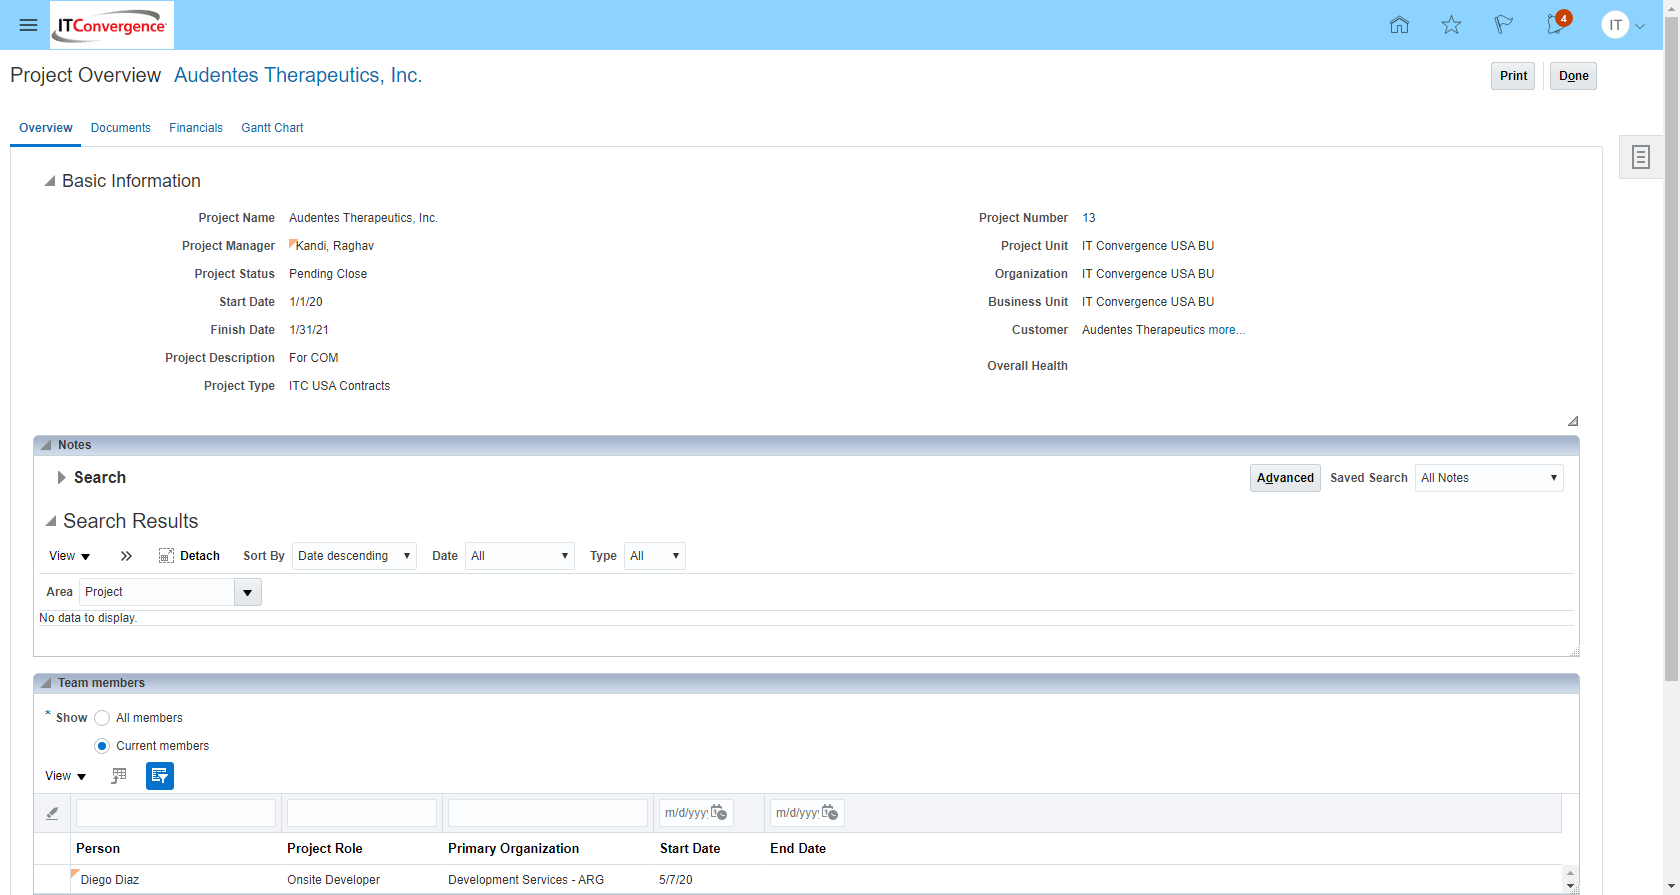 ITConvergence
4
IT
Project Overview Audentes Therapeutics, Inc.
Print
Done
Overview Documents Financials Gantt Chart
Basic Information
Project Name Audentes Therapeutics, Inc.
Project Manager Kandi, Raghav
Project Status Pending Close
Start Date 1/1/20
Finish Date 1/31/21
Project Description For COM
Project Type ITC USA Contracts
Project Number 13
Project Unit IT Convergence USA BU
Organization IT Convergence USA BU
Business Unit IT Convergence USA BU
Customer Audentes Therapeutics more...
Overall Health
Notes
Search
Advanced Saved Search All Notes
Search Results
View Detach Sort By Date descending Date All Type All
Area Project
No data to display.
Team members
* Show All members
Current members
View
m/d/yyy m/d/yyy
Person Project Role Primary Organization Start Date End Date
Diego Diaz Onsite Developer Development Services - ARG 5/7/20